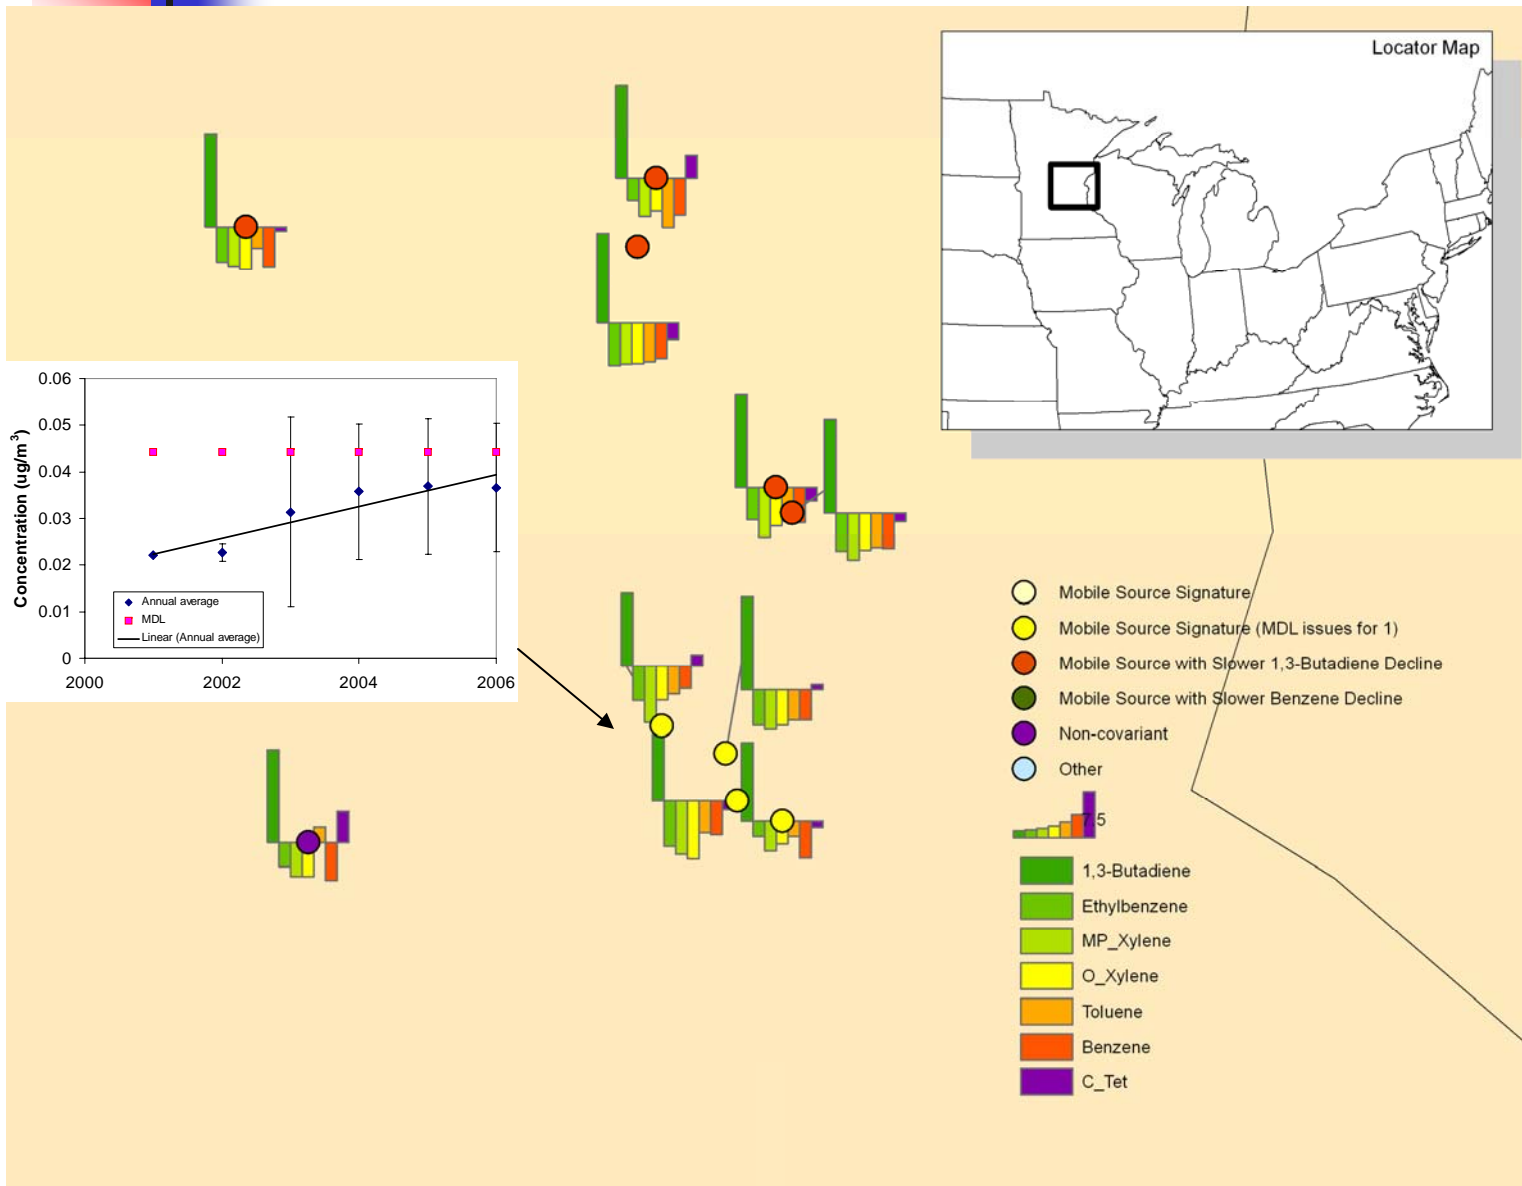 Locator Map
0.06
0.05
0.04
0.03
0.02
0.01
0
Concentration (ug/m³)
Annual average
MDL
Linear (Annual average)
2000
2002
2004
2006
Mobile Source Signature
Mobile Source Signature (MDL issues for 1)
Mobile Source with Slower 1,3-Butadiene Decline
Mobile Source with Slower Benzene Decline
Non-covariant
Other
7.5
1,3-Butadiene
Ethylbenzene
MP_Xylene
O_Xylene
Toluene
Benzene
C_Tet